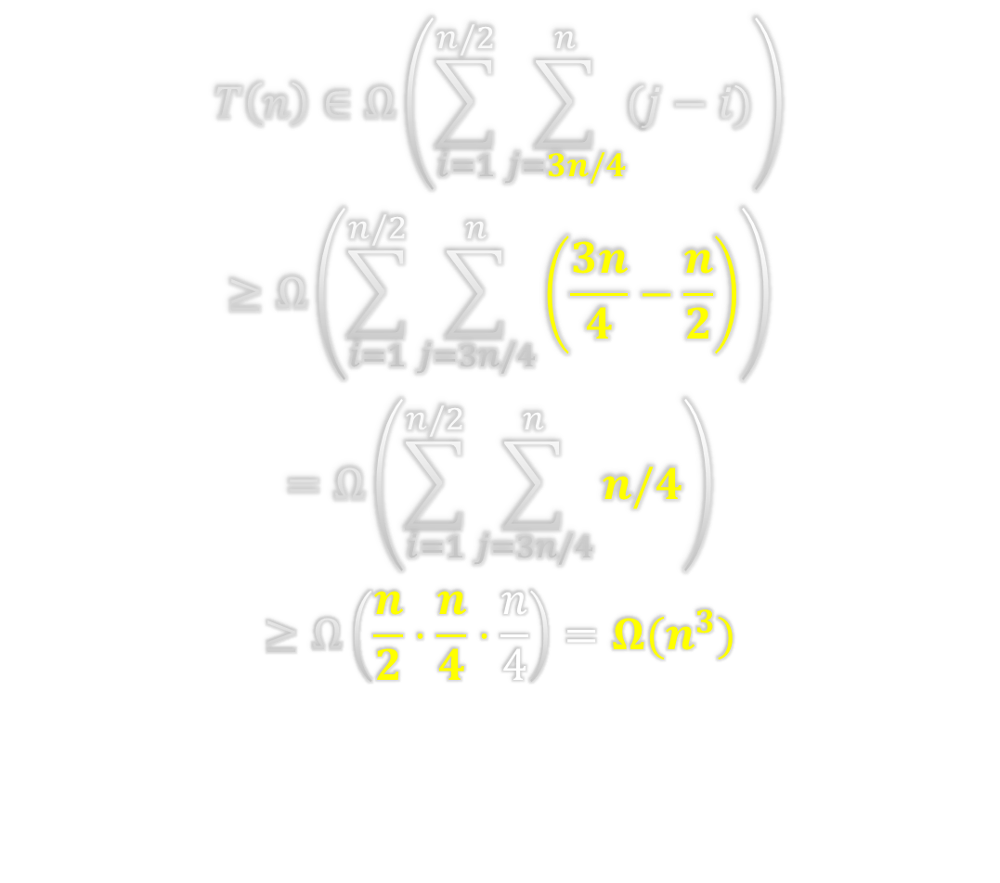 T(n) ∈ Ω(∑_{i=1}^{n/2} ∑_{j=3n/4}^{n} (j − i))
≥ Ω(∑_{i=1}^{n/2} ∑_{j=3n/4}^{n} (3n/4 − n/2))
= Ω(∑_{i=1}^{n/2} ∑_{j=3n/4}^{n} n/4)
≥ Ω(n/2 · n/4 · n/4) = Ω(n³)